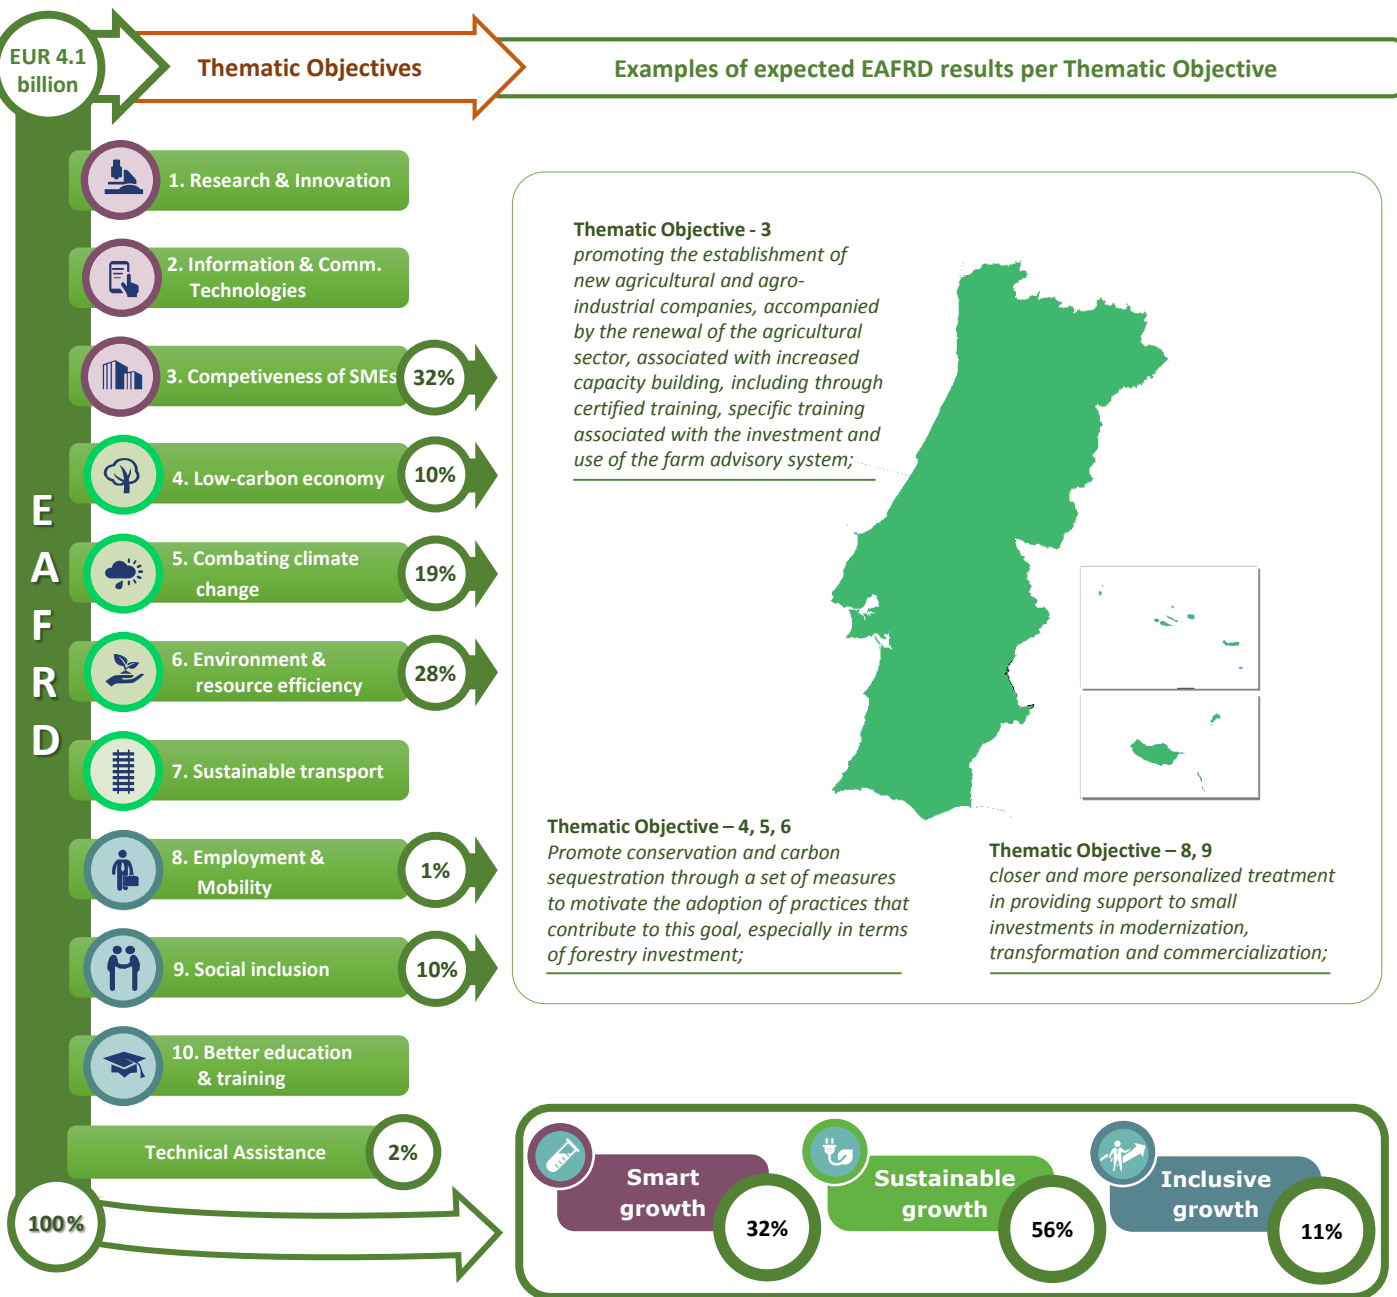 EUR 4.1
billion
Thematic Objectives
Examples of expected EAFRD results per Thematic Objective
E
A
F
R
D
1. Research & Innovation
2. Information & Comm.
Technologies
3. Competiveness of SMEs
32%
4. Low-carbon economy
10%
5. Combating climate
change
19%
6. Environment &
resource efficiency
28%
7. Sustainable transport
8. Employment &
Mobility
1%
9. Social inclusion
10%
10. Better education
& training
Technical Assistance
2%
100%
Thematic Objective - 3
promoting the establishment of
new agricultural and agro-
industrial companies, accompanied
by the renewal of the agricultural
sector, associated with increased
capacity building, including through
certified training, specific training
associated with the investment and
use of the farm advisory system;
Thematic Objective – 4, 5, 6
Promote conservation and carbon
sequestration through a set of measures
to motivate the adoption of practices that
contribute to this goal, especially in terms
of forestry investment;
Thematic Objective – 8, 9
closer and more personalized treatment
in providing support to small
investments in modernization,
transformation and commercialization;
Smart
growth
32%
Sustainable
growth
56%
Inclusive
growth
11%